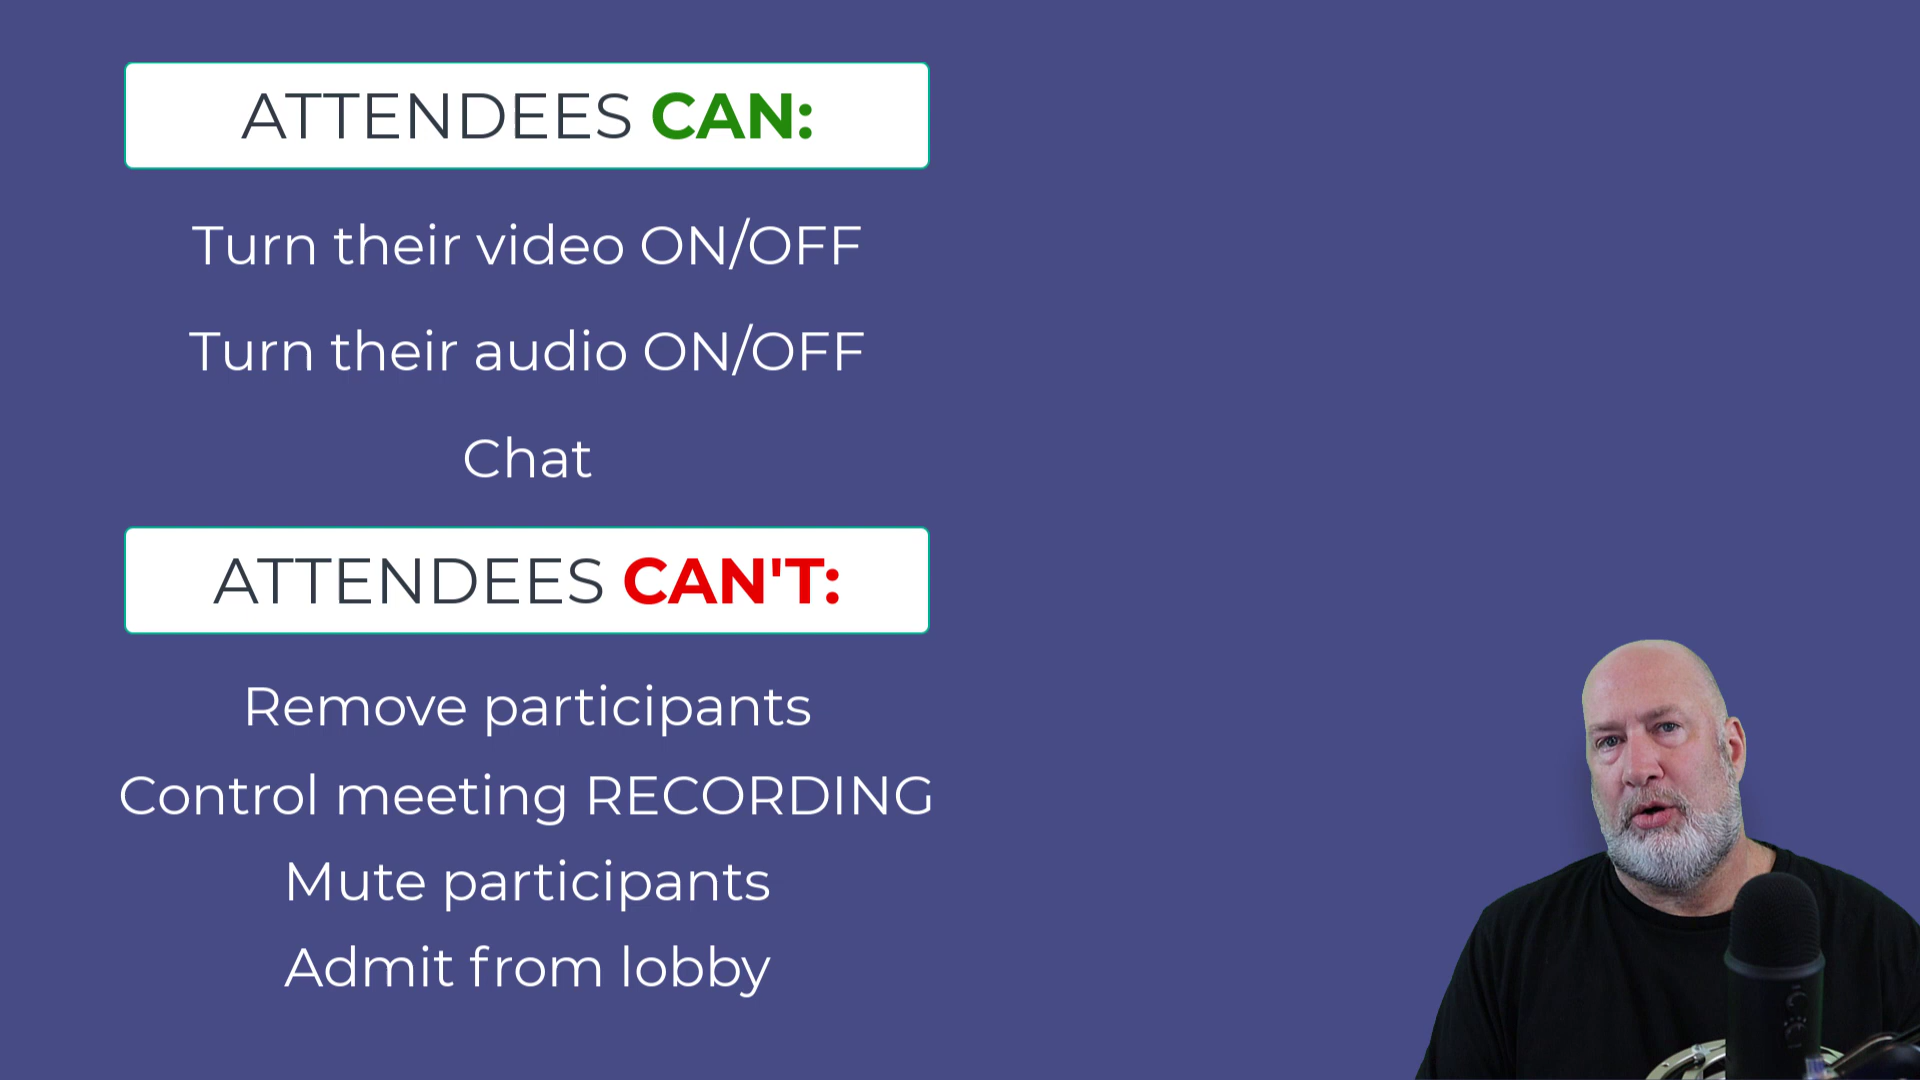 ATTENDEES CAN:
Turn their video ON/OFF
Turn their audio ON/OFF
Chat
ATTENDEES CAN'T:
Remove participants
Control meeting RECORDING
Mute participants
Admit from lobby